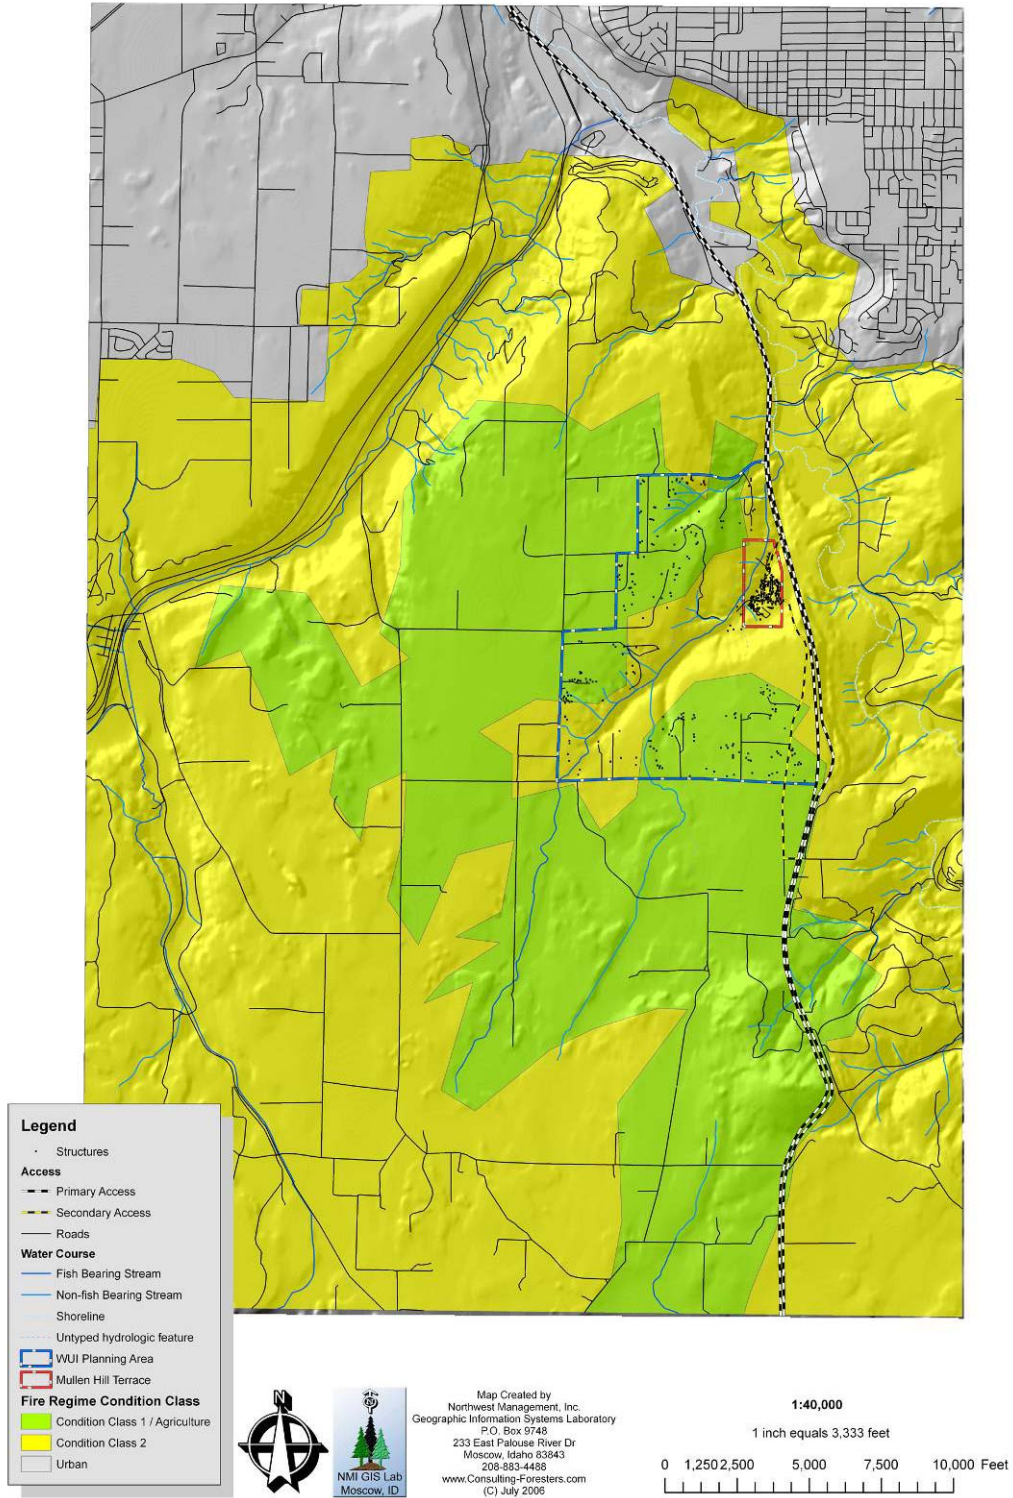 Legend
Structures
Access
Primary Access
Secondary Access
Roads
Water Course
Fish Bearing Stream
Non-fish Bearing Stream
Shoreline
Untyped hydrologic feature
WUI Planning Area
Mullen Hill Terrace
Fire Regime Condition Class
Condition Class 1 / Agriculture
Condition Class 2
Urban
N
NMI GIS Lab
Moscow, ID
Map Created by
Northwest Management, Inc.
Geographic Information Systems Laboratory
P.O. Box 9748
233 East Palouse River Dr
Moscow, Idaho 83843
208-883-4488
www.Consulting-Foresters.com
(C) July 2006
1:40,000
1 inch equals 3,333 feet
0 1,250 2,500 5,000 7,500 10,000 Feet